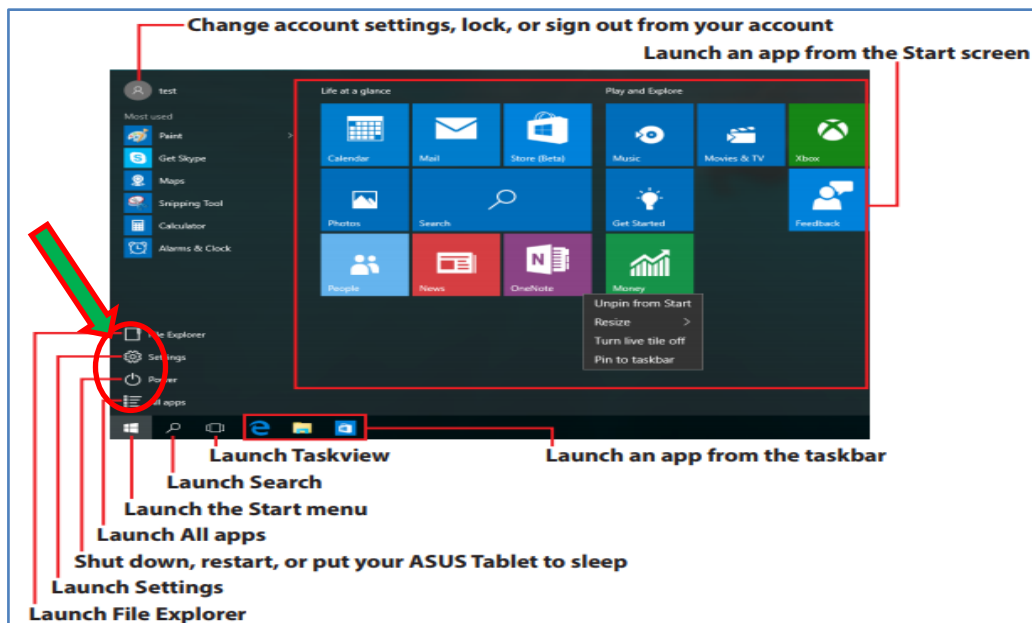 Change account settings, lock, or sign out from your account
Launch an app from the Start screen
test
Life at a glance
Play and Explore
Most used
Paint
Get Skype
Maps
Snipping Tool
Calculator
Alarms & Clock
Calendar
Mail
Store (Beta)
Music
Movies & TV
Xbox
Photos
Search
Get Started
Feedback
People
News
OneNote
Money
Unpin from Start
Resize >
Turn live tile off
Pin to taskbar
File Explorer
Settings
Power
All apps
Launch Taskview
Launch an app from the taskbar
Launch Search
Launch the Start menu
Launch All apps
Shut down, restart, or put your ASUS Tablet to sleep
Launch Settings
Launch File Explorer